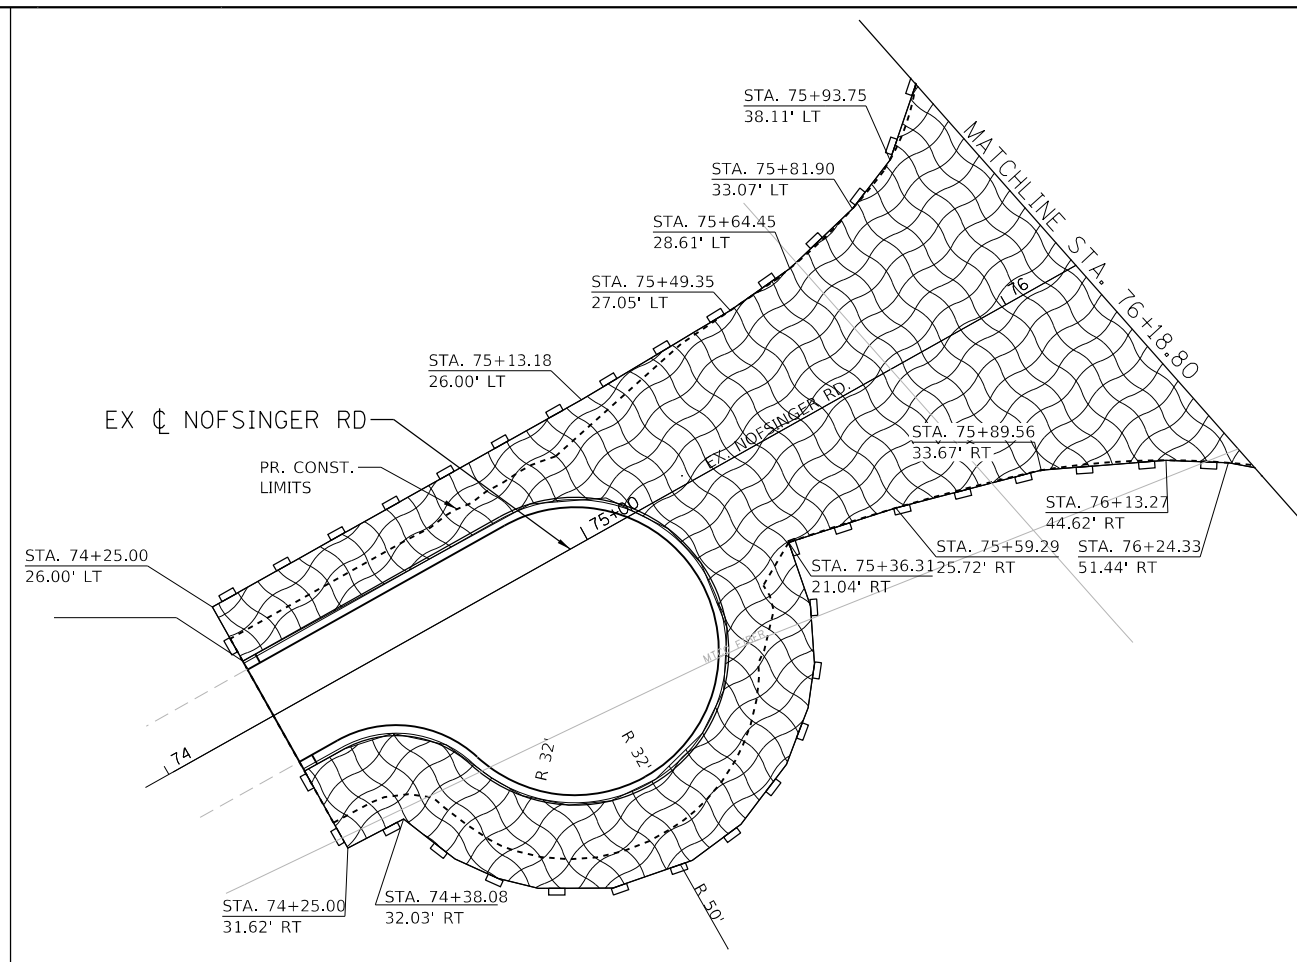 STA. 75+93.75
38.11' LT
MATCHLINE STA. 76+18.80
STA. 75+81.90
33.07' LT
STA. 75+64.45
28.61' LT
STA. 75+49.35
27.05' LT
76
STA. 75+13.18
26.00' LT
EX ℄ NOFSINGER RD
EX. NOFSINGER RD.
STA. 75+89.56
33.67' RT
PR. CONST.
LIMITS
75+00
STA. 76+13.27
44.62' RT
STA. 74+25.00
26.00' LT
STA. 75+59.29
25.72' RT
STA. 76+24.33
51.44' RT
STA. 75+36.31
21.04' RT
74
R 32'
R 32'
STA. 74+25.00
31.62' RT
STA. 74+38.08
32.03' RT
R 50'